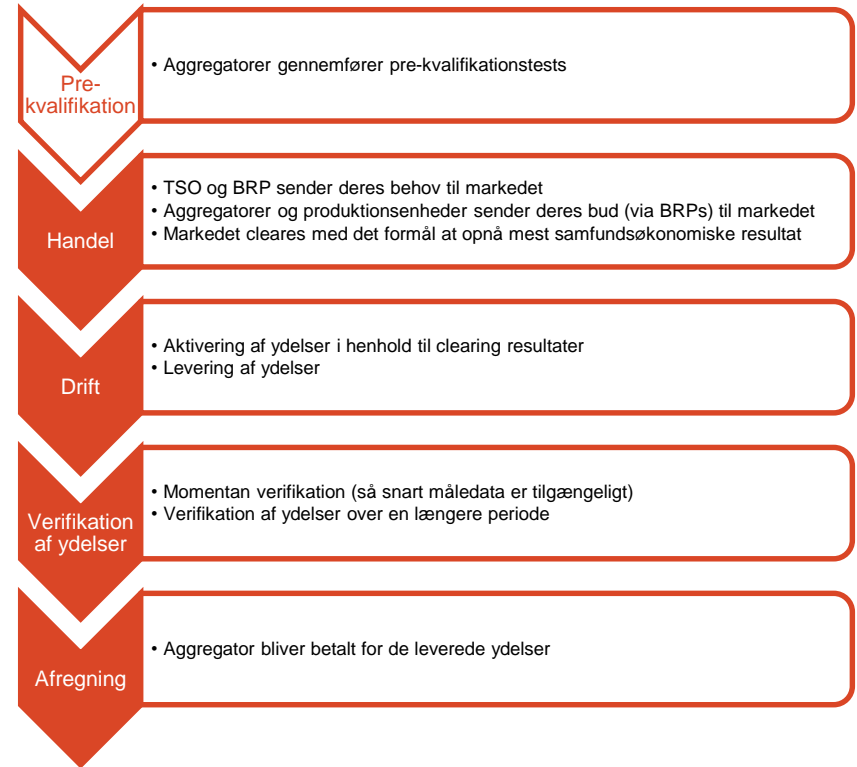 Pre-
kvalifikation
• Aggregatorer gennemfører pre-kvalifikationstests
Handel
• TSO og BRP sender deres behov til markedet
• Aggregatorer og produktionsenheder sender deres bud (via BRPs) til markedet
• Markedet cleares med det formål at opnå mest samfundsøkonomiske resultat
Drift
• Aktivering af ydelser i henhold til clearing resultater
• Levering af ydelser
Verifikation
af ydelser
• Momentan verifikation (så snart måledata er tilgængeligt)
• Verifikation af ydelser over en længere periode
Afregning
• Aggregator bliver betalt for de leverede ydelser